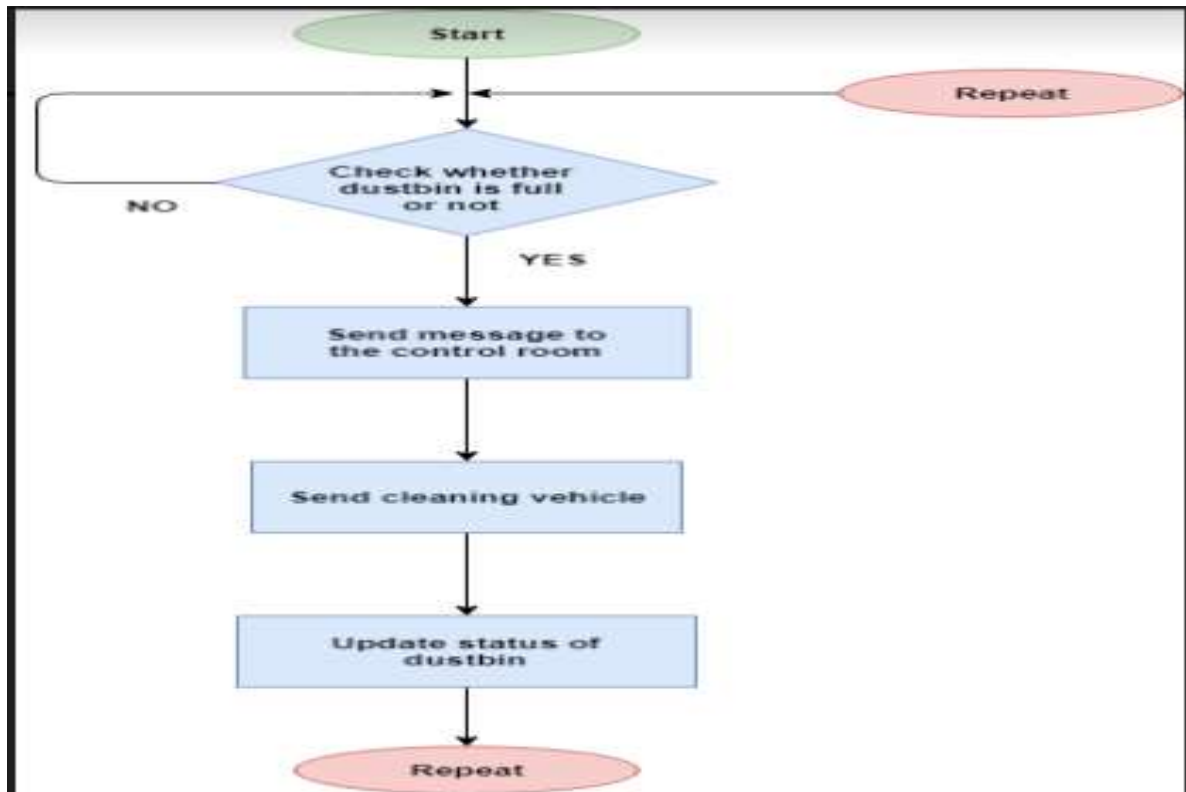 Start
Repeat
Check whether
dustbin is full
or not
NO
YES
Send message to
the control room
Send cleaning vehicle
Update status of
dustbin
Repeat